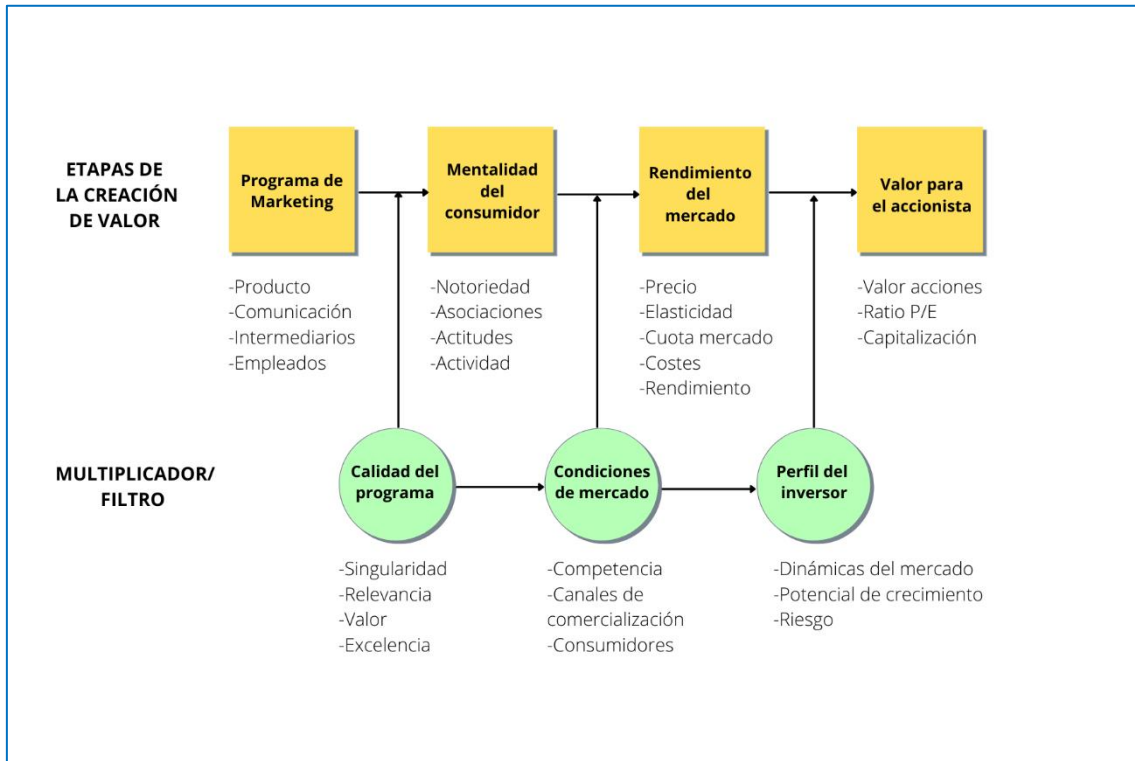 ETAPAS DE
LA CREACIÓN
DE VALOR
Programa de
Marketing
Mentalidad
del
consumidor
Rendimiento
del
mercado
Valor para
el accionista
-Producto
-Comunicación
-Intermediarios
-Empleados
-Notoriedad
-Asociaciones
-Actitudes
-Actividad
-Precio
-Elasticidad
-Cuota mercado
-Costes
-Rendimiento
-Valor acciones
-Ratio P/E
-Capitalización
MULTIPLICADOR/
FILTRO
Calidad del
programa
Condiciones
de mercado
Perfil del
inversor
-Singularidad
-Relevancia
-Valor
-Excelencia
-Competencia
-Canales de
comercialización
-Consumidores
-Dinámicas del mercado
-Potencial de crecimiento
-Riesgo